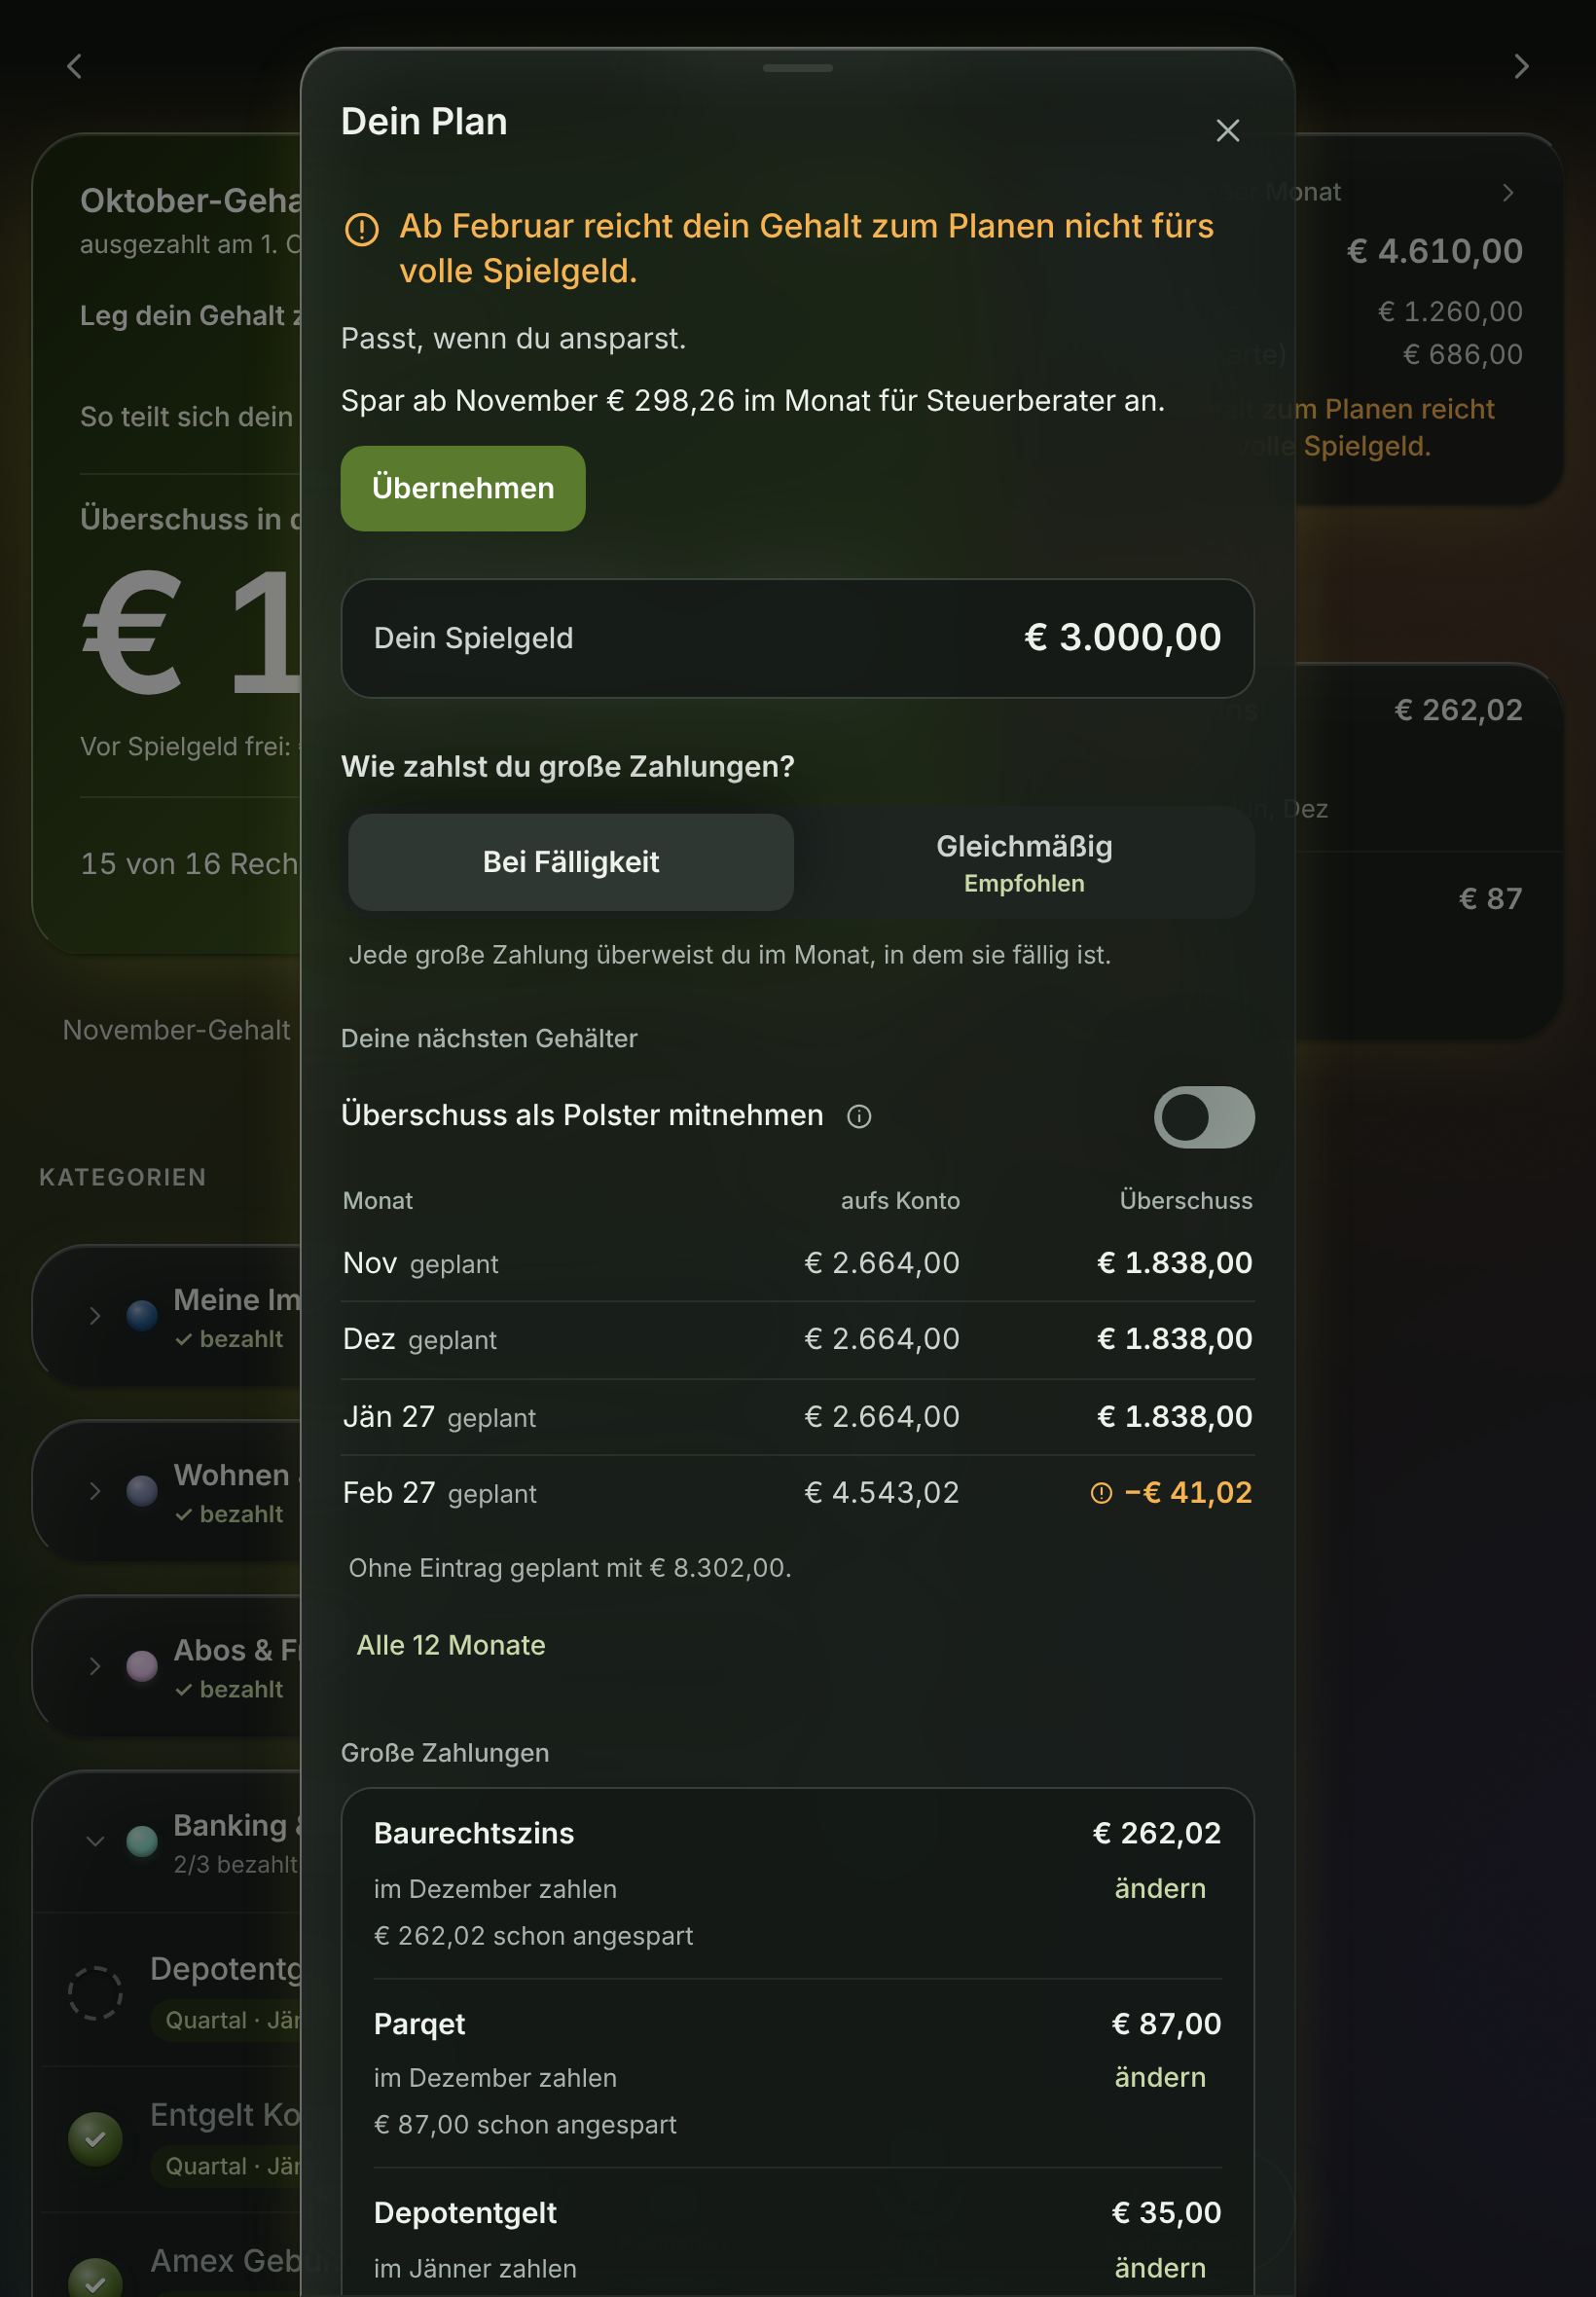 Dein Plan
Ab Februar reicht dein Gehalt zum Planen nicht fürs
volle Spielgeld.
Passt, wenn du ansparst.
Spar ab November € 298,26 im Monat für Steuerberater an.
Übernehmen
Dein Spielgeld € 3.000,00
Wie zahlst du große Zahlungen?
Bei Fälligkeit
Gleichmäßig
Empfohlen
Jede große Zahlung überweist du im Monat, in dem sie fällig ist.
Deine nächsten Gehälter
Überschuss als Polster mitnehmen
Monat aufs Konto Überschuss
Nov geplant € 2.664,00 € 1.838,00
Dez geplant € 2.664,00 € 1.838,00
Jän 27 geplant € 2.664,00 € 1.838,00
Feb 27 geplant € 4.543,02 −€ 41,02
Ohne Eintrag geplant mit € 8.302,00.
Alle 12 Monate
Große Zahlungen
Baurechtszins € 262,02
im Dezember zahlen ändern
€ 262,02 schon angespart
Parqet € 87,00
im Dezember zahlen ändern
€ 87,00 schon angespart
Depotentgelt € 35,00
im Jänner zahlen ändern
Oktober-Geha
ausgezahlt am 1.
Leg dein Gehalt
So teilt sich dein
Überschuss in
€ 1
Vor Spielgeld frei:
15 von 16 Rech
November-Gehalt
KATEGORIEN
Meine Im
bezahlt
Wohnen
bezahlt
Abos &
bezahlt
Banking &
2/3 bezahlt
Depotentg
Quartal · Jän
Entgelt Ko
Quartal · Jän
Amex Geb
Monat
€ 4.610,00
€ 1.260,00
€ 686,00
zum Planen reicht
volle Spielgeld.
€ 262,02
Dez
€ 87